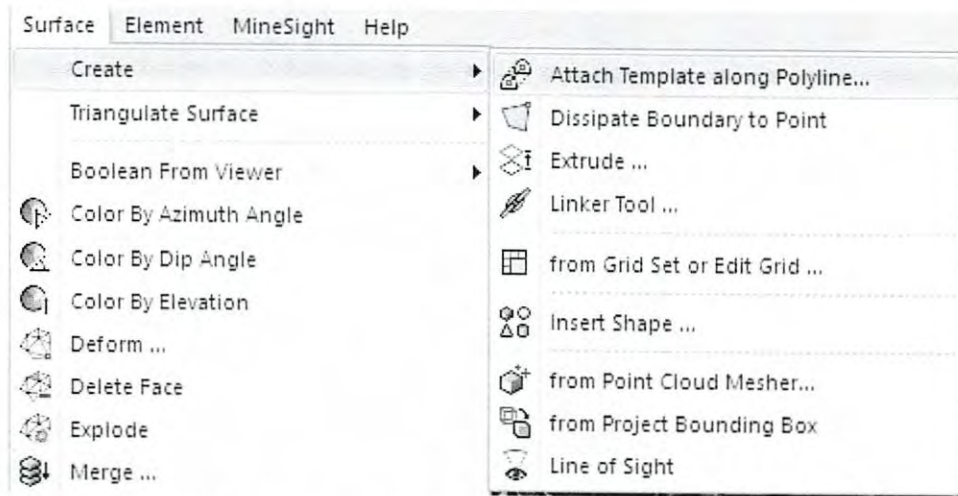 Surface Element MineSight Help
Create
Triangulate Surface
Boolean From Viewer
Color By Azimuth Angle
Color By Dip Angle
Color By Elevation
Deform ...
Delete Face
Explode
Merge ...
Attach Template along Polyline...
Dissipate Boundary to Point
Extrude ...
Linker Tool ...
from Grid Set or Edit Grid ...
Insert Shape ...
from Point Cloud Mesher...
from Project Bounding Box
Line of Sight